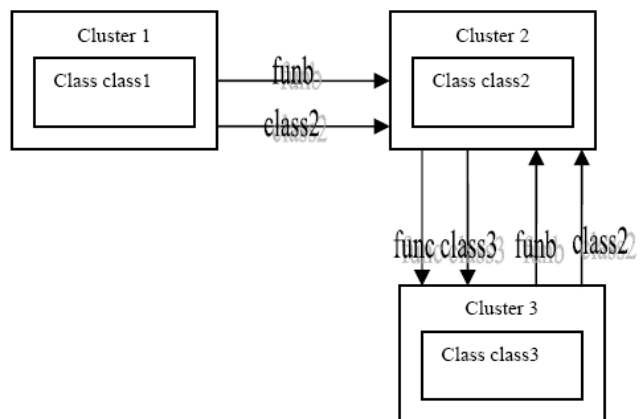 Cluster 1
Cluster 2
Class class1
funb
Class class2
class2
func class3 funb class2
Cluster 3
Class class3